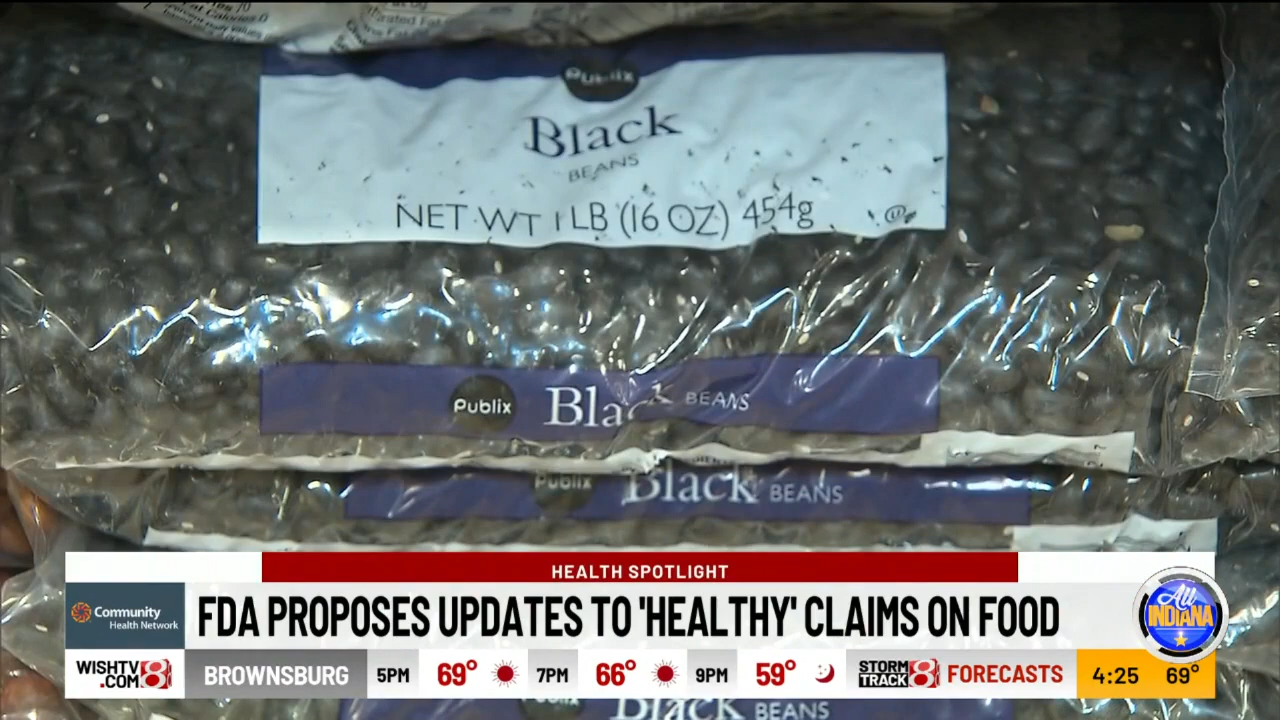 Publix
Black
BEANS
NET WT 1 LB (16 OZ) 454g
Publix Black BEANS
Publix Black BEANS
HEALTH SPOTLIGHT
Community
Health Network
FDA PROPOSES UPDATES TO 'HEALTHY' CLAIMS ON FOOD
All
INDIANA
WISHTV 8
.COM
BROWNSBURG 5PM 69° 7PM 66° 9PM 59° STORM TRACK 8 FORECASTS 4:25 69°
Black BEANS